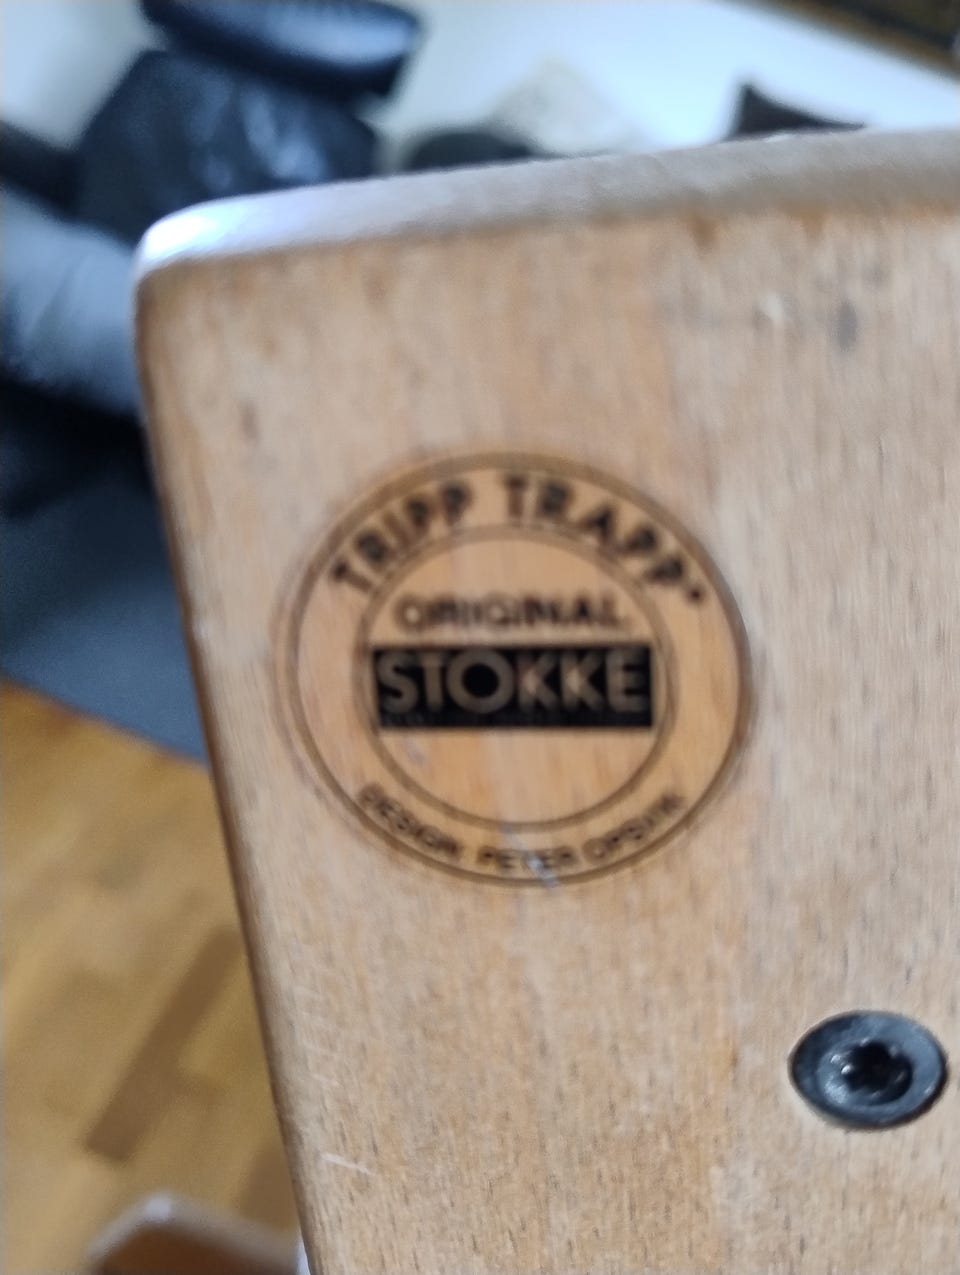 TRIPP TRAPP®
ORIGINAL
STOKKE
DESIGN: PETER OPSVIK